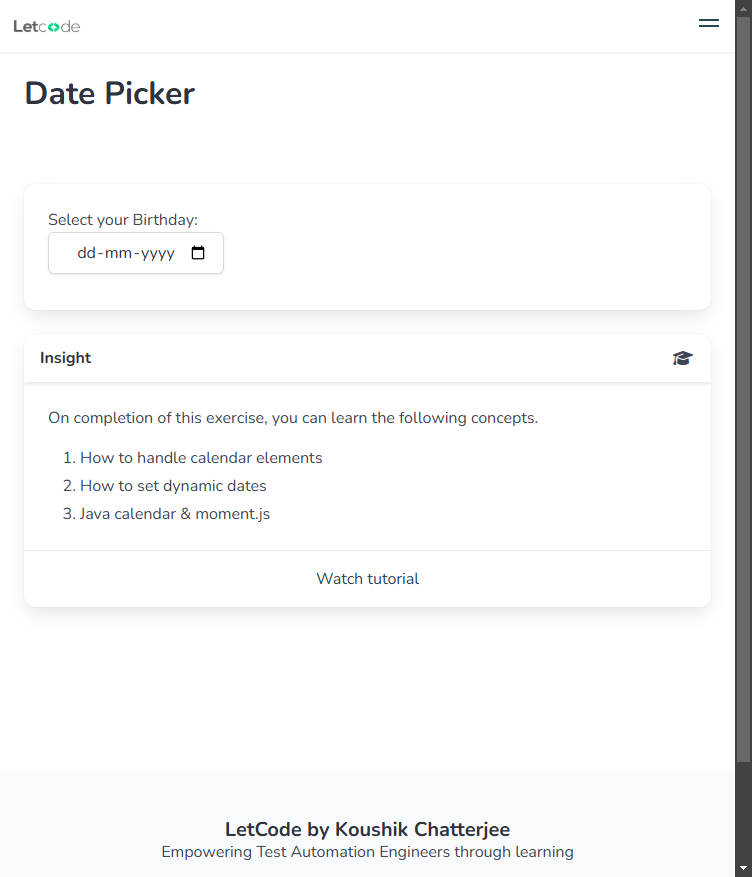 Letcode
Date Picker
Select your Birthday:
dd-mm-yyyy
Insight
On completion of this exercise, you can learn the following concepts.
1. How to handle calendar elements
2. How to set dynamic dates
3. Java calendar & moment.js
Watch tutorial
LetCode by Koushik Chatterjee
Empowering Test Automation Engineers through learning